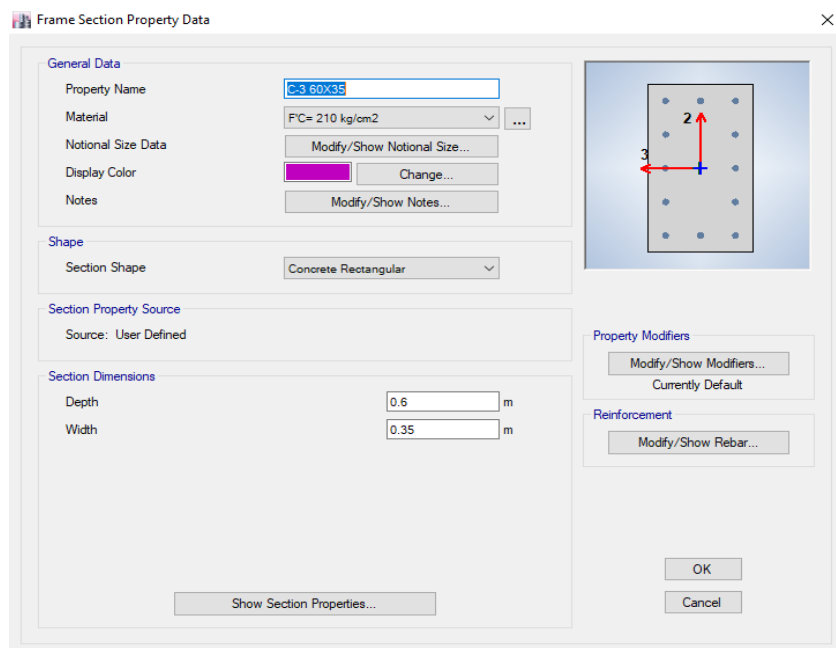 Frame Section Property Data
General Data
Property Name C-3 60X35
Material F'C= 210 kg/cm2 ...
Notional Size Data Modify/Show Notional Size...
Display Color Change...
Notes Modify/Show Notes...
Shape
Section Shape Concrete Rectangular
Section Property Source
Source: User Defined
Section Dimensions
Depth 0.6 m
Width 0.35 m
Show Section Properties...
2
3
Property Modifiers
Modify/Show Modifiers...
Currently Default
Reinforcement
Modify/Show Rebar...
OK
Cancel